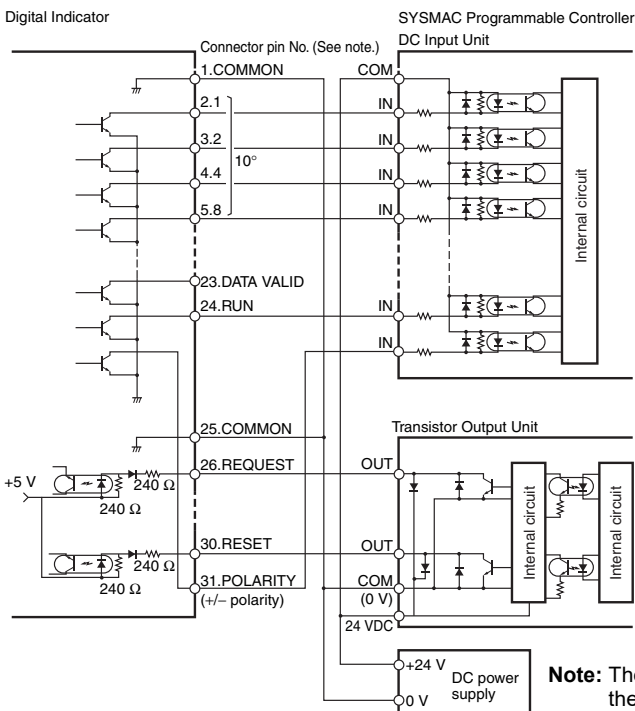 Digital Indicator
SYSMAC Programmable Controller
DC Input Unit
Connector pin No. (See note.)
1.COMMON
COM
2.1
IN
3.2
IN
10°
4.4
IN
5.8
IN
Internal circuit
23.DATA VALID
24.RUN
IN
IN
25.COMMON
Transistor Output Unit
26.REQUEST
OUT
+5 V
240 Ω
240 Ω
Internal circuit
Internal circuit
30.RESET
OUT
240 Ω
240 Ω
31.POLARITY
(+/− polarity)
COM
(0 V)
24 VDC
+24 V
DC power
supply
0 V
Note: The
the